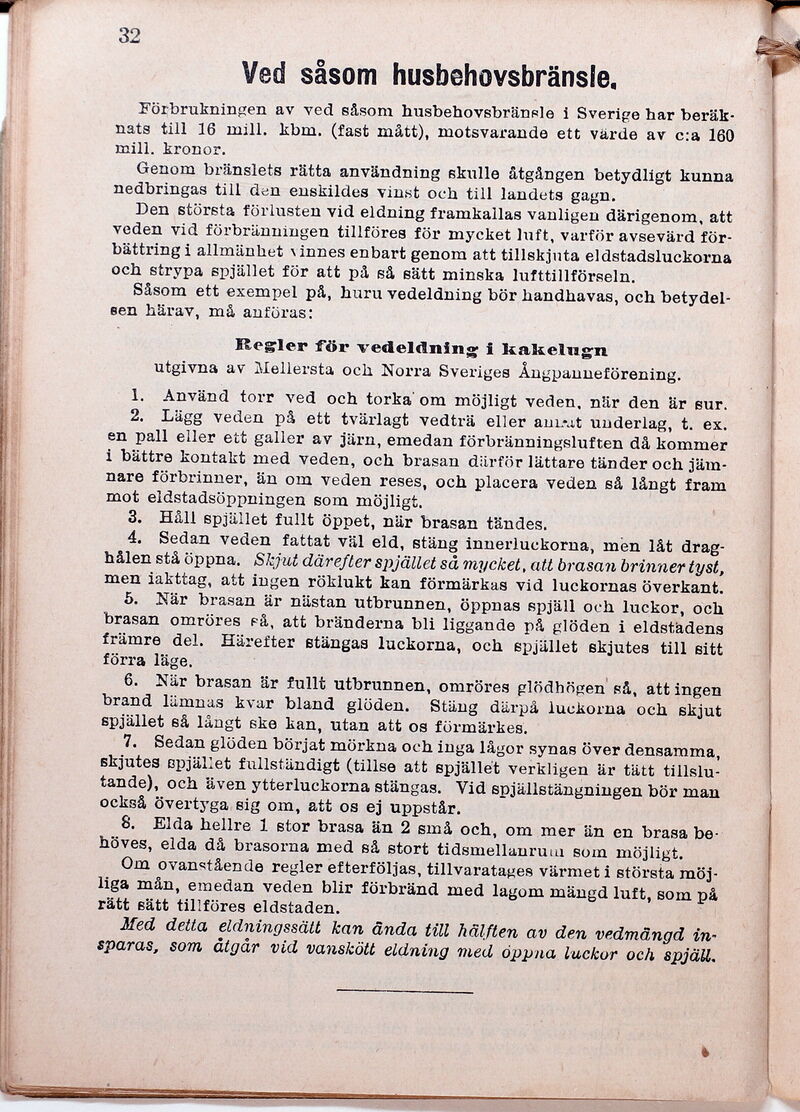 32
Ved såsom husbehovsbränsle.
Förbrukningen av ved såsom husbehovsbränsle i Sverige har beräk-
nats till 16 mill. kbm. (fast mått), motsvarande ett värde av c:a 160
mill. kronor.
Genom bränslets rätta användning skulle åtgången betydligt kunna
nedbringas till den enskildes vinst och till landets gagn.
Den största förlusten vid eldning framkallas vanligen därigenom, att
veden vid förbränningen tillföres för mycket luft, varför avsevärd för-
bättring i allmänhet vinnes enbart genom att tillskjuta eldstadsluckorna
och strypa spjället för att på så sätt minska lufttillförseln.
Såsom ett exempel på, huru vedeldning bör handhavas, och betydel-
sen härav, må anföras:
Regler för vedeldning i kakelugn
utgivna av Mellersta och Norra Sveriges Ångpanneförening.
1. Använd torr ved och torka om möjligt veden, när den är sur.
2. Lägg veden på ett tvärlagt vedträ eller annat underlag, t. ex.
en pall eller ett galler av järn, emedan förbränningsluften då kommer
i bättre kontakt med veden, och brasan därför lättare tänder och jäm-
nare förbrinner, än om veden reses, och placera veden så långt fram
mot eldstadsöppningen som möjligt.
3. Håll spjället fullt öppet, när brasan tändes.
4. Sedan veden fattat väl eld, stäng innerluckorna, men låt drag-
hålen stå öppna. Skjut därefter spjället så mycket, att brasan brinner tyst,
men iakttag, att ingen röklukt kan förmärkas vid luckornas överkant.
5. När brasan är nästan utbrunnen, öppnas spjäll och luckor, och
brasan omröres så, att bränderna bli liggande på glöden i eldstadens
främre del. Härefter stängas luckorna, och spjället skjutes till sitt
förra läge.
6. När brasan är fullt utbrunnen, omröres glödhögen så, att ingen
brand lämnas kvar bland glöden. Stäng därpå luckorna och skjut
spjället så långt ske kan, utan att os förmärkes.
7. Sedan glöden börjat mörkna och inga lågor synas över densamma,
skjutes spjället fullständigt (tillse att spjället verkligen är tätt tillslu-
tande), och även ytterluckorna stängas. Vid spjällstängningen bör man
också övertyga sig om, att os ej uppstår.
8. Elda hellre 1 stor brasa än 2 små och, om mer än en brasa be-
höves, elda då brasorna med så stort tidsmellanrum som möjligt.
Om ovanstående regler efterföljas, tillvaratages värmet i största möj-
liga mån, emedan veden blir förbränd med lagom mängd luft, som på
rätt sätt tillföres eldstaden.
Med detta eldningssätt kan ända till hälften av den vedmängd in-
sparas, som åtgår vid vanskött eldning med öppna luckor och spjäll.